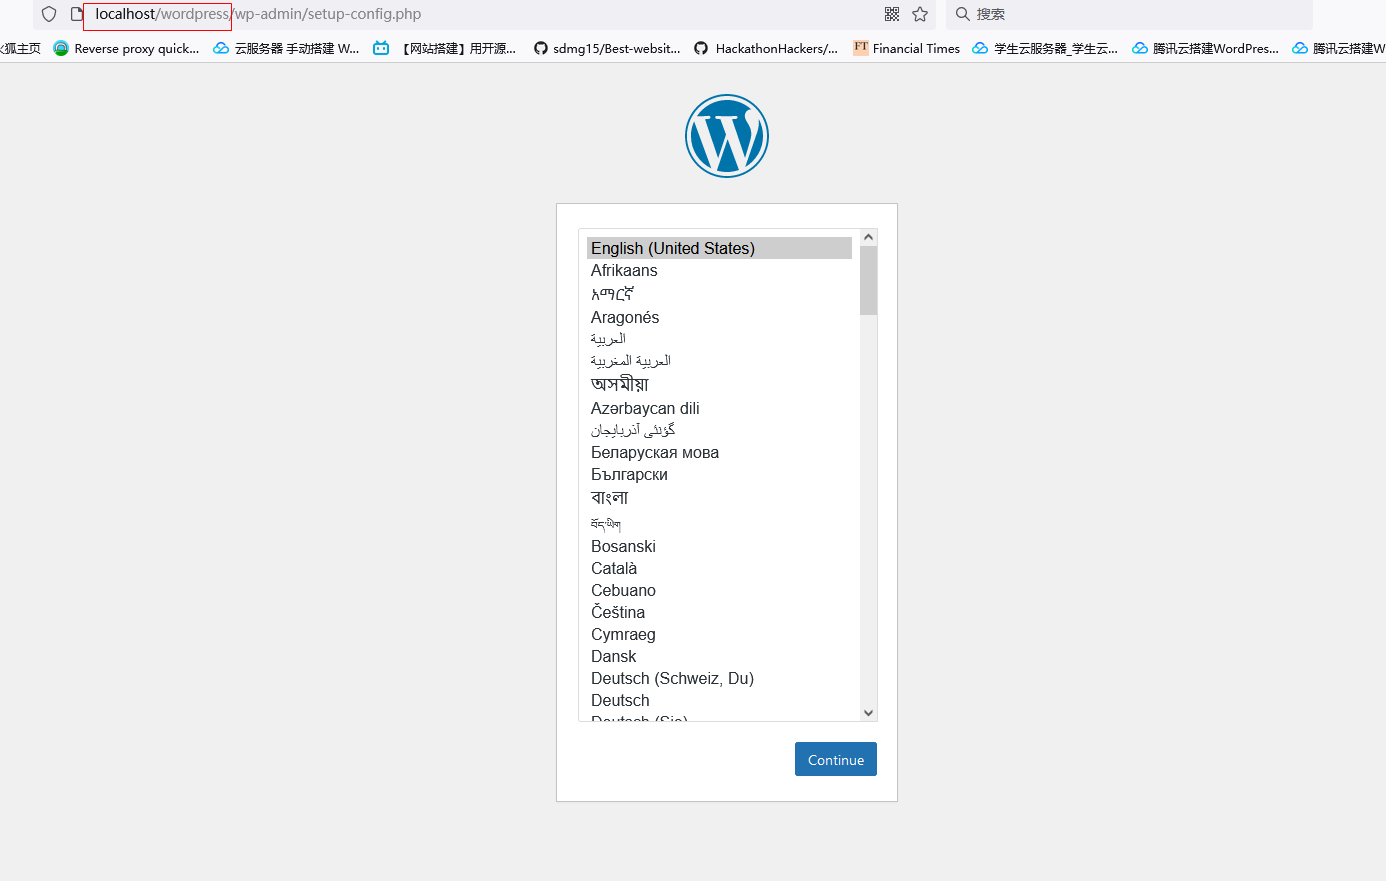 localhost/wordpress/wp-admin/setup-config.php
搜索
狐主页 Reverse proxy quick... 云服务器 手动搭建 W... 【网站搭建】用开源... sdmg15/Best-websit... HackathonHackers/... FT Financial Times 学生云服务器_学生云... 腾讯云搭建WordPres... 腾讯云搭建W
English (United States)
Afrikaans
አማርኛ
Aragonés
العربية
العربية المغربية
অসমীয়া
Azərbaycan dili
گؤنئی آذربایجان
Беларуская мова
Български
বাংলা
བོད་ཡིག
Bosanski
Català
Cebuano
Čeština
Cymraeg
Dansk
Deutsch (Schweiz, Du)
Deutsch
Deutsch (Sie)
Continue